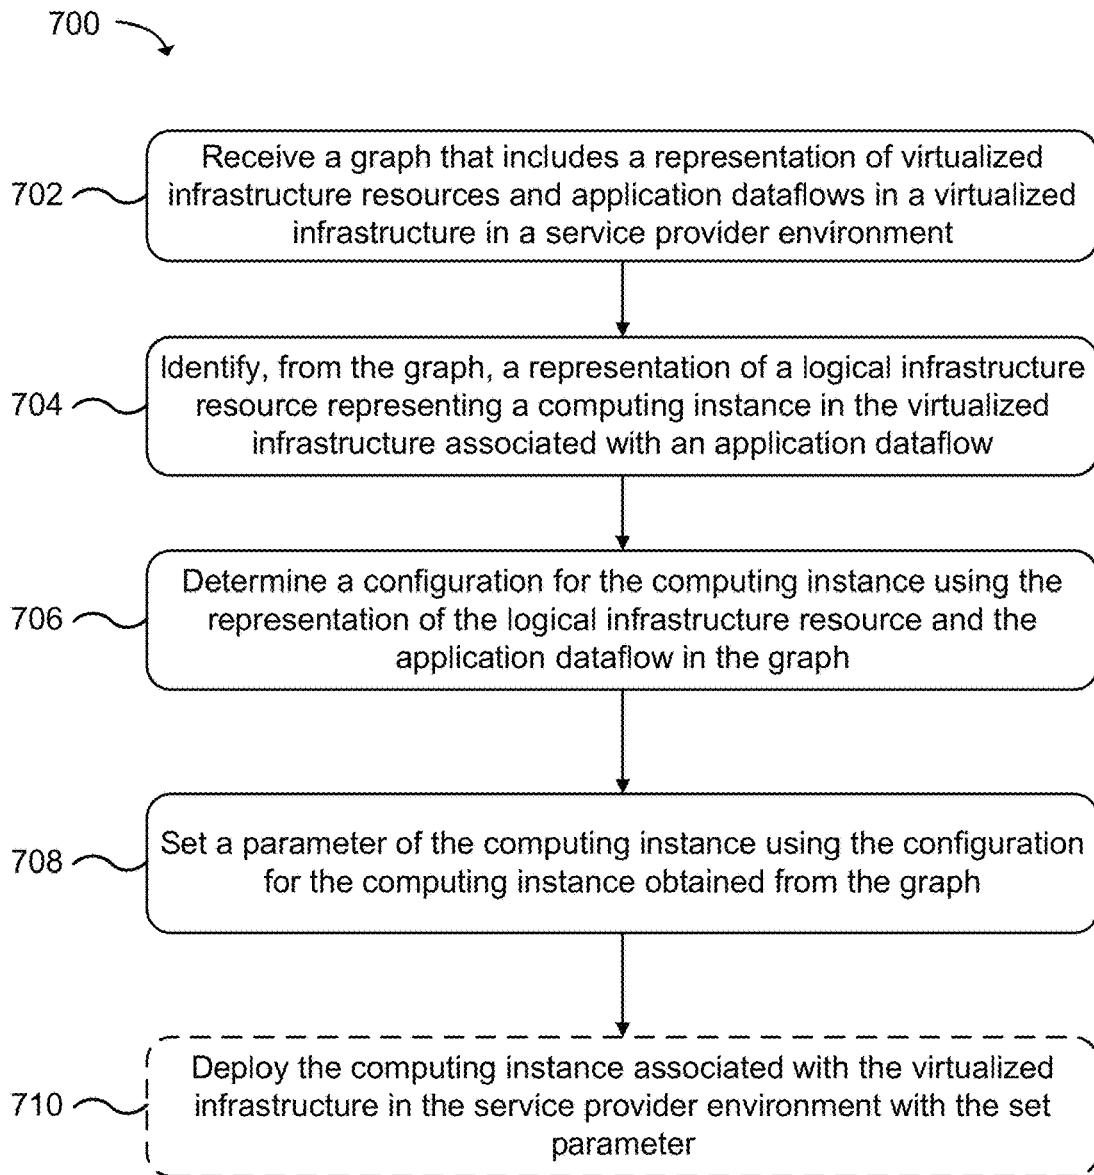 700
702
Receive a graph that includes a representation of virtualized
infrastructure resources and application dataflows in a virtualized
infrastructure in a service provider environment
704
Identify, from the graph, a representation of a logical infrastructure
resource representing a computing instance in the virtualized
infrastructure associated with an application dataflow
706
Determine a configuration for the computing instance using the
representation of the logical infrastructure resource and the
application dataflow in the graph
708
Set a parameter of the computing instance using the configuration
for the computing instance obtained from the graph
710
Deploy the computing instance associated with the virtualized
infrastructure in the service provider environment with the set
parameter